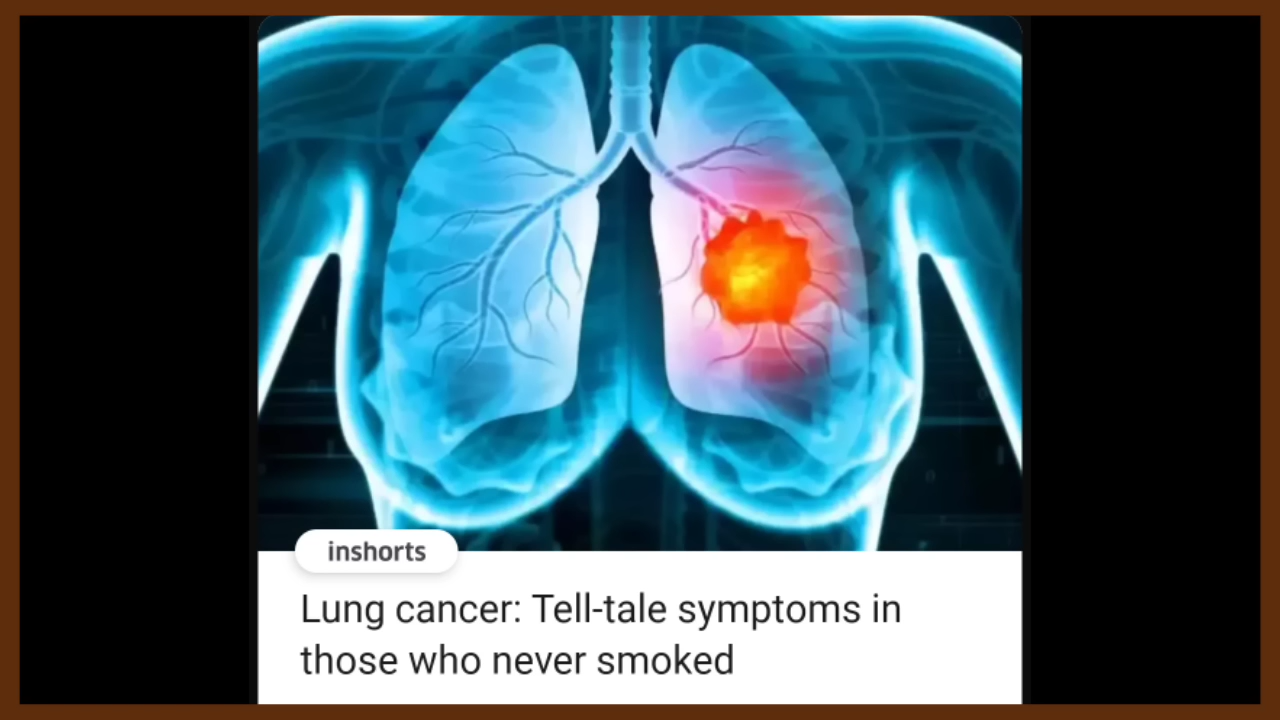 inshorts
Lung cancer: Tell-tale symptoms in
those who never smoked